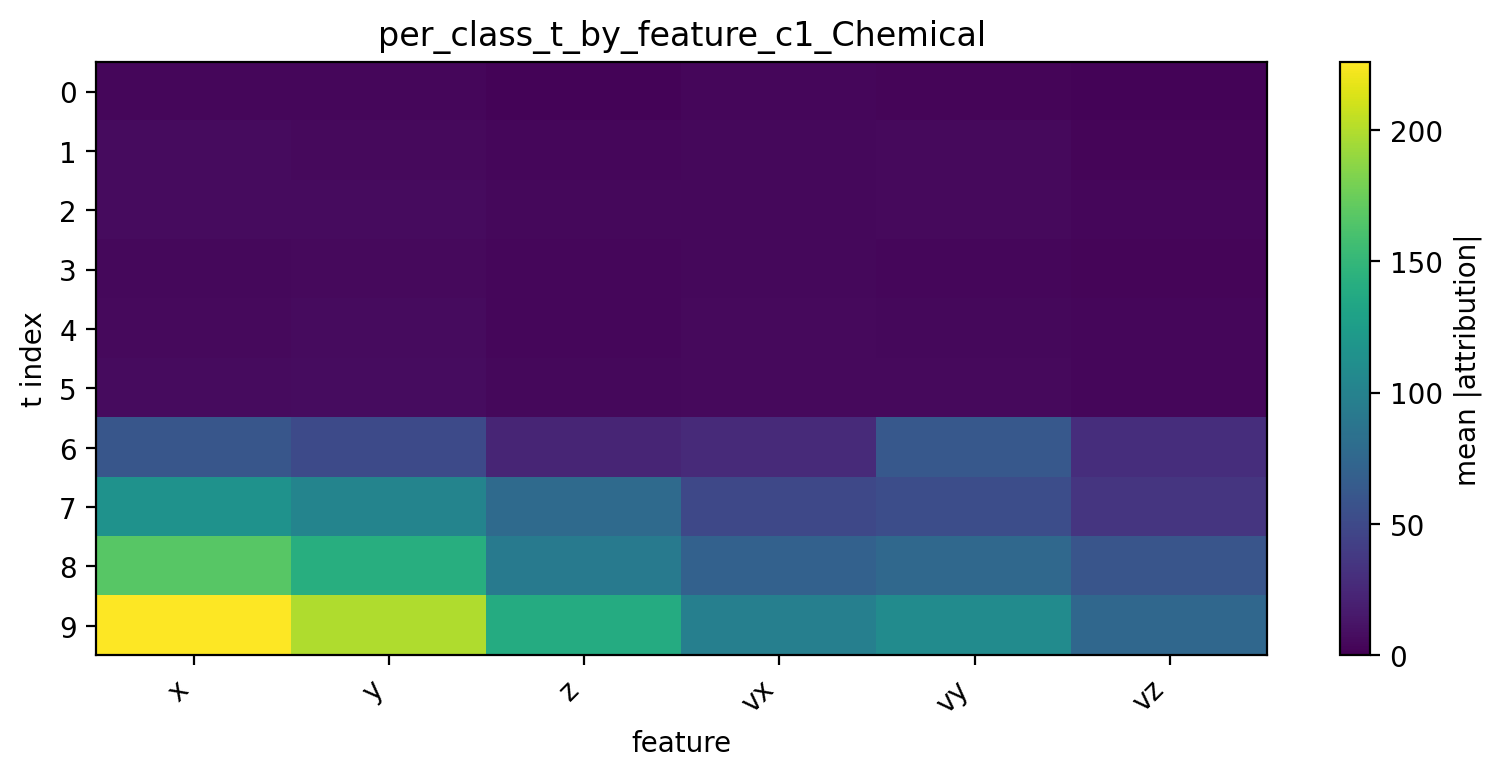 per_class_t_by_feature_c1_Chemical
t index
0
1
2
3
4
5
6
7
8
9
x
y
z
vx
vy
vz
feature
200
150
100
50
0
mean |attribution|